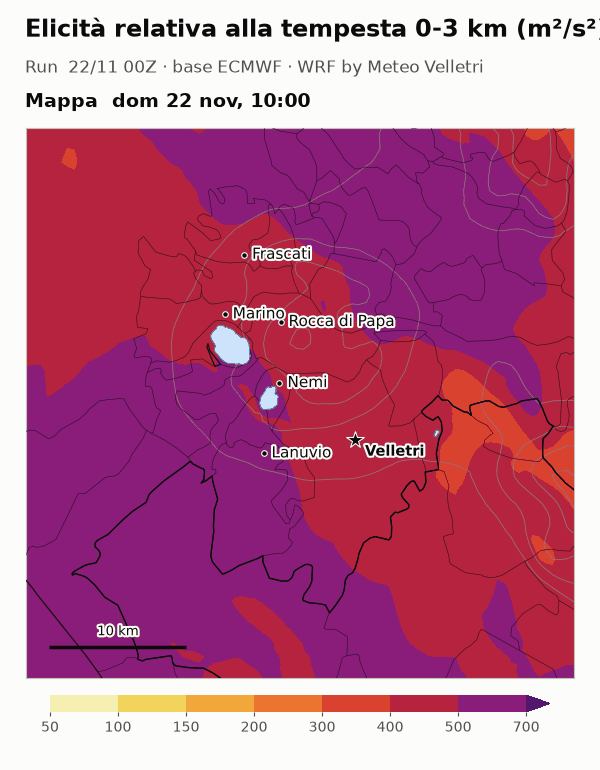 Elicità relativa alla tempesta 0-3 km (m²/s²)
Run 22/11 00Z · base ECMWF · WRF by Meteo Velletri
Mappa dom 22 nov, 10:00
Frascati
Marino
Rocca di Papa
Nemi
Velletri
Lanuvio
10 km
50 100 150 200 300 400 500 700